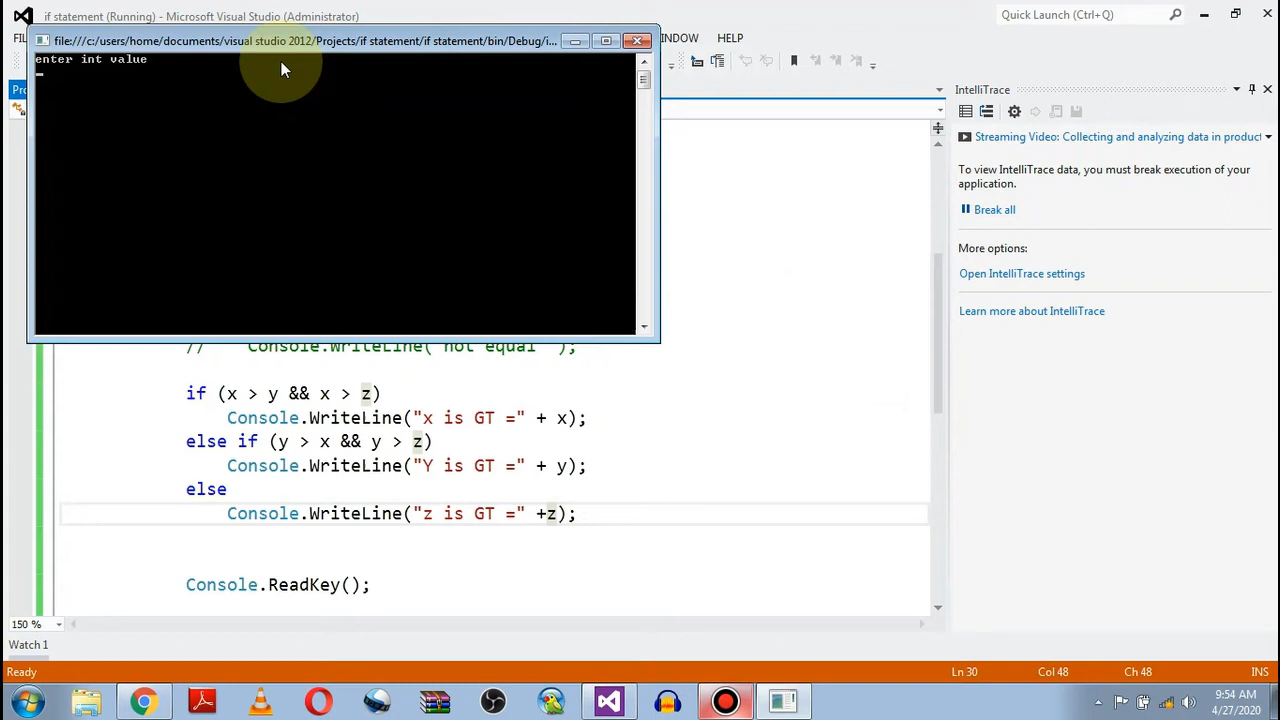 if statement (Running) - Microsoft Visual Studio (Administrator)
Quick Launch (Ctrl+Q)
file:///c:/users/home/documents/visual studio 2012/Projects/if statement/if statement/bin/Debug/i...
WINDOW HELP
enter int value
IntelliTrace
Streaming Video: Collecting and analyzing data in product
To view IntelliTrace data, you must break execution of your
application.
Break all
More options:
Open IntelliTrace settings
Learn more about IntelliTrace
// Console.WriteLine("not equal ");
if (x > y && x > z)
Console.WriteLine("x is GT =" + x);
else if (y > x && y > z)
Console.WriteLine("Y is GT =" + y);
else
Console.WriteLine("z is GT =" +z);
Console.ReadKey();
150 %
Watch 1
Ready
Ln 30
Col 48
Ch 48
INS
9:54 AM
4/27/2020